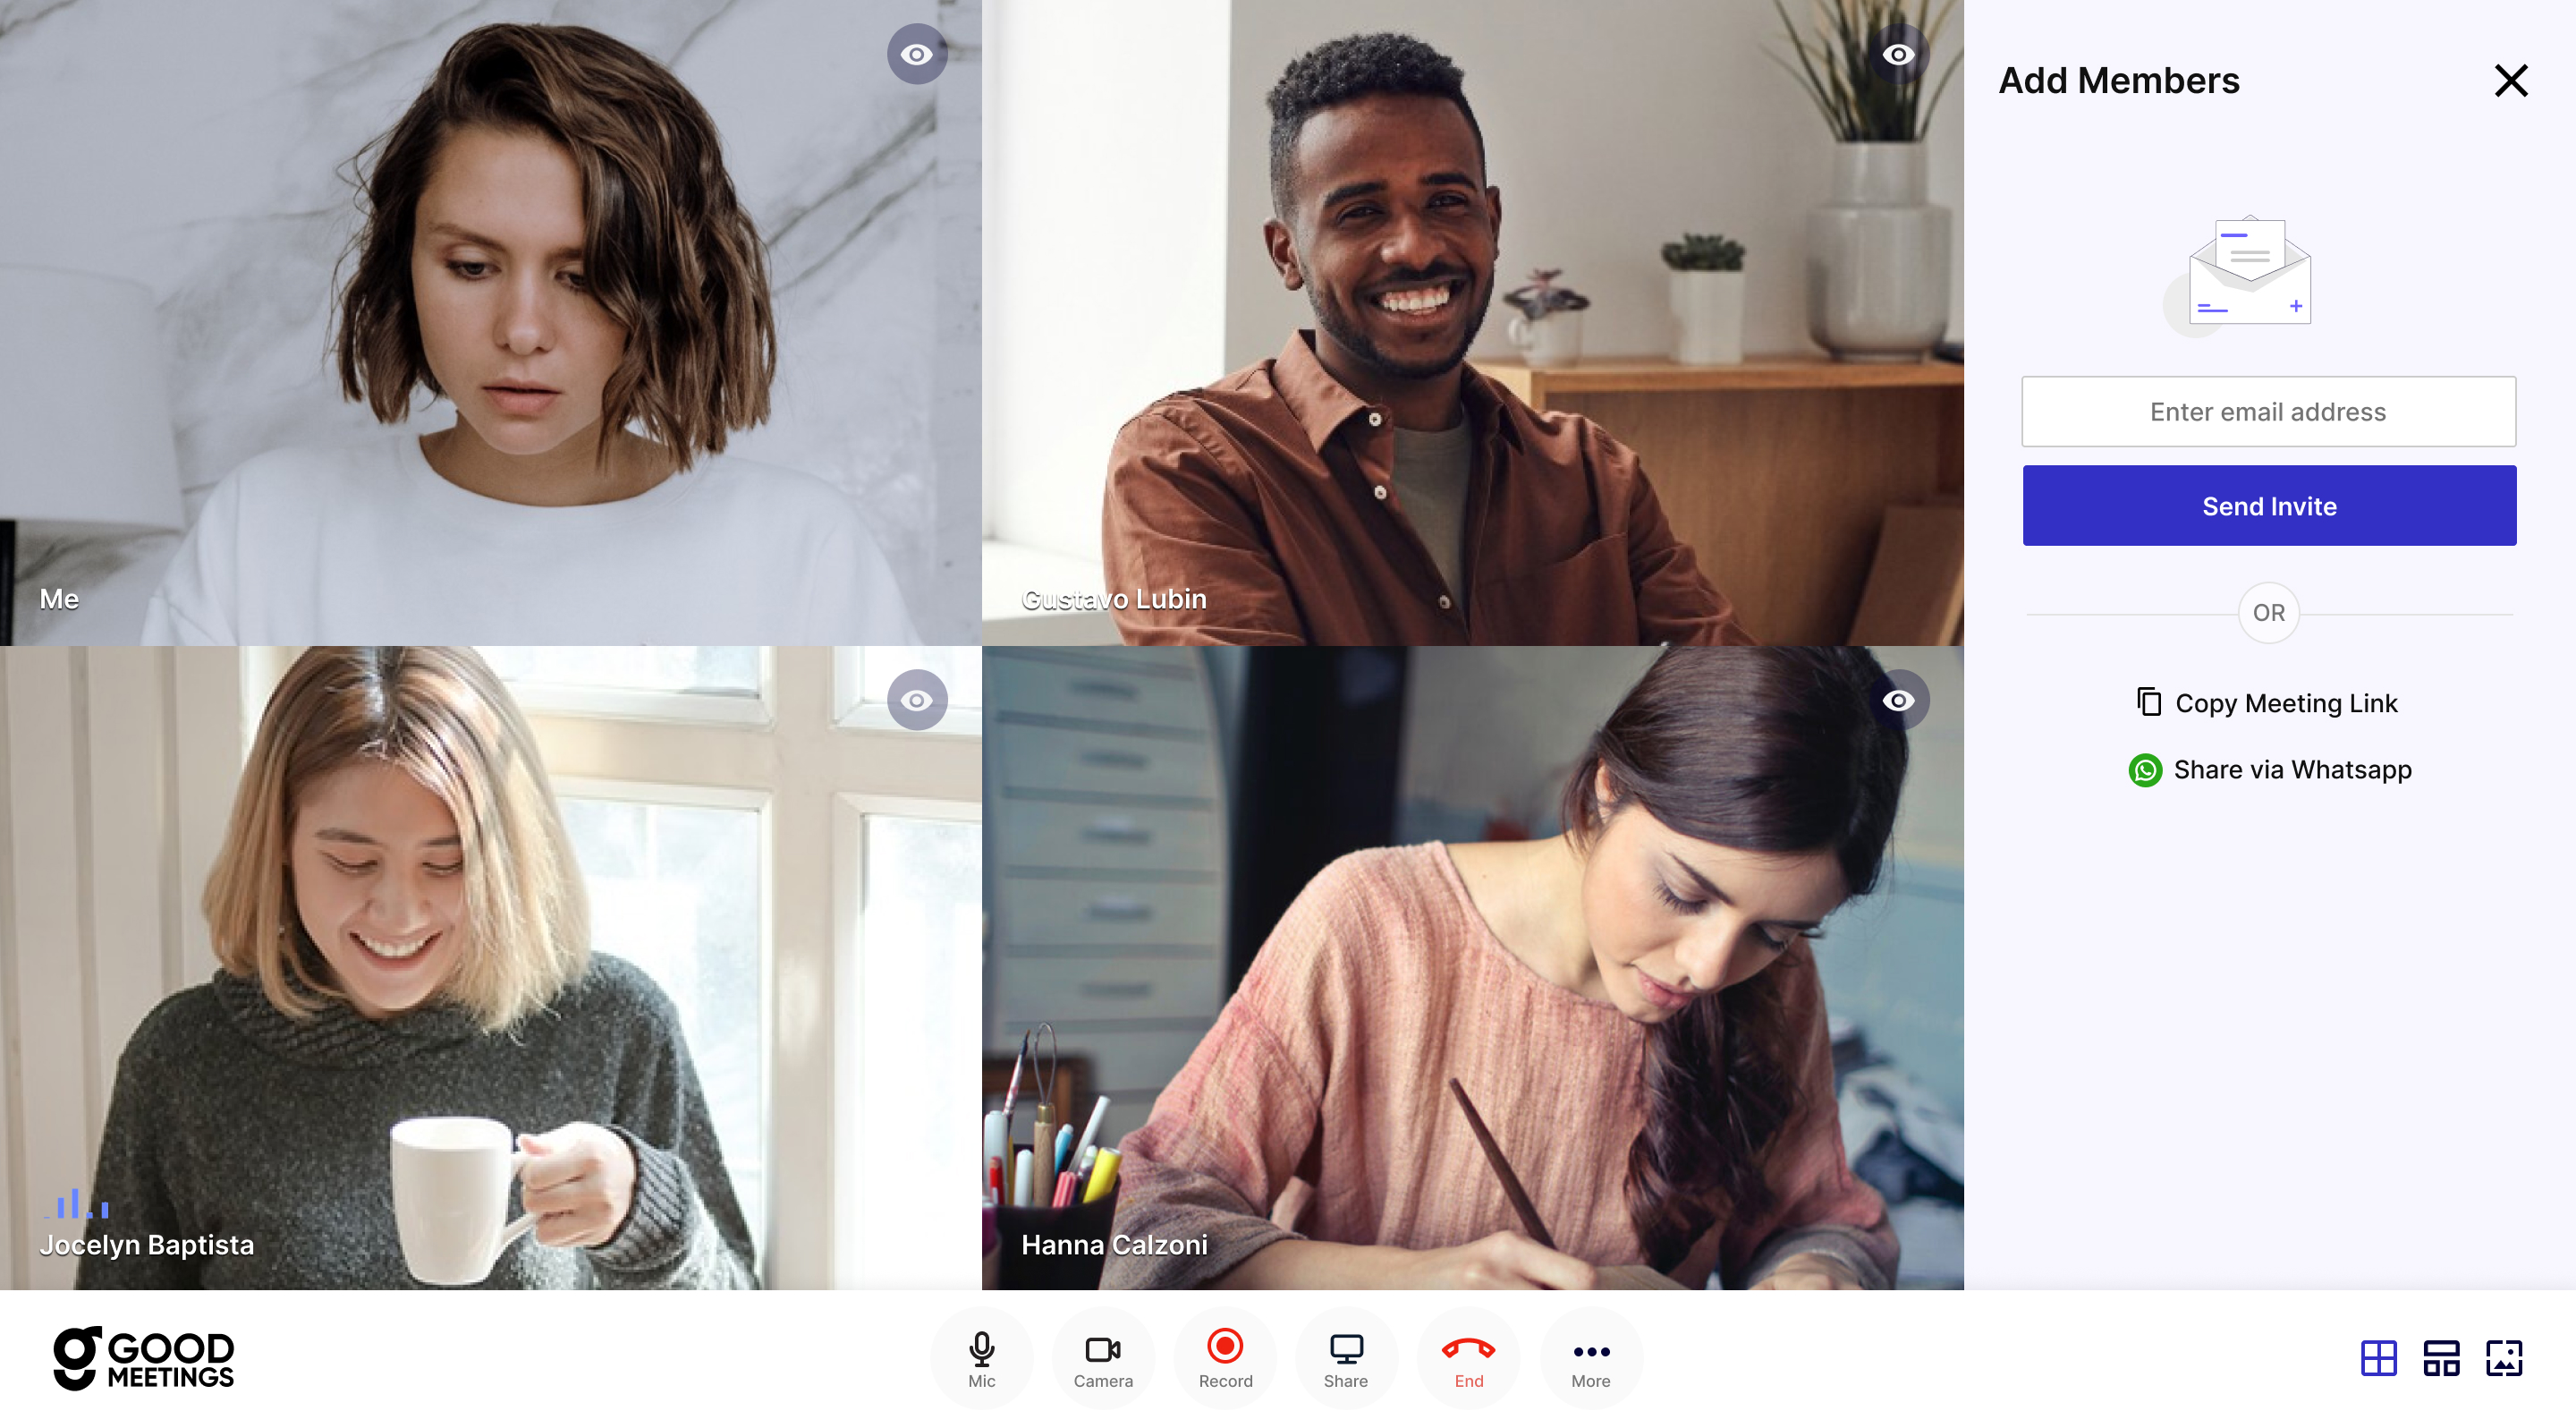 Me
Gustavo Lubin
Jocelyn Baptista
Hanna Calzoni
Add Members
Enter email address
Send Invite
OR
Copy Meeting Link
Share via Whatsapp
GOOD
MEETINGS
Mic
Camera
Record
Share
End
More